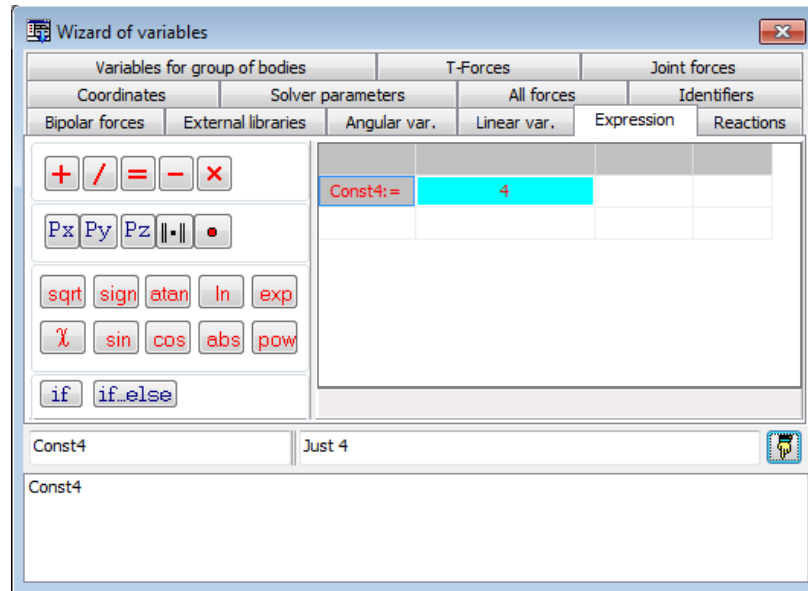 Wizard of variables
Variables for group of bodies T-Forces Joint forces
Coordinates Solver parameters All forces Identifiers
Bipolar forces External libraries Angular var. Linear var. Expression Reactions
+ / = − ×
Px Py Pz ‖▪‖ •
sqrt sign atan ln exp
χ sin cos abs pow
if if…else
Const4:= 4
Const4 Just 4
Const4